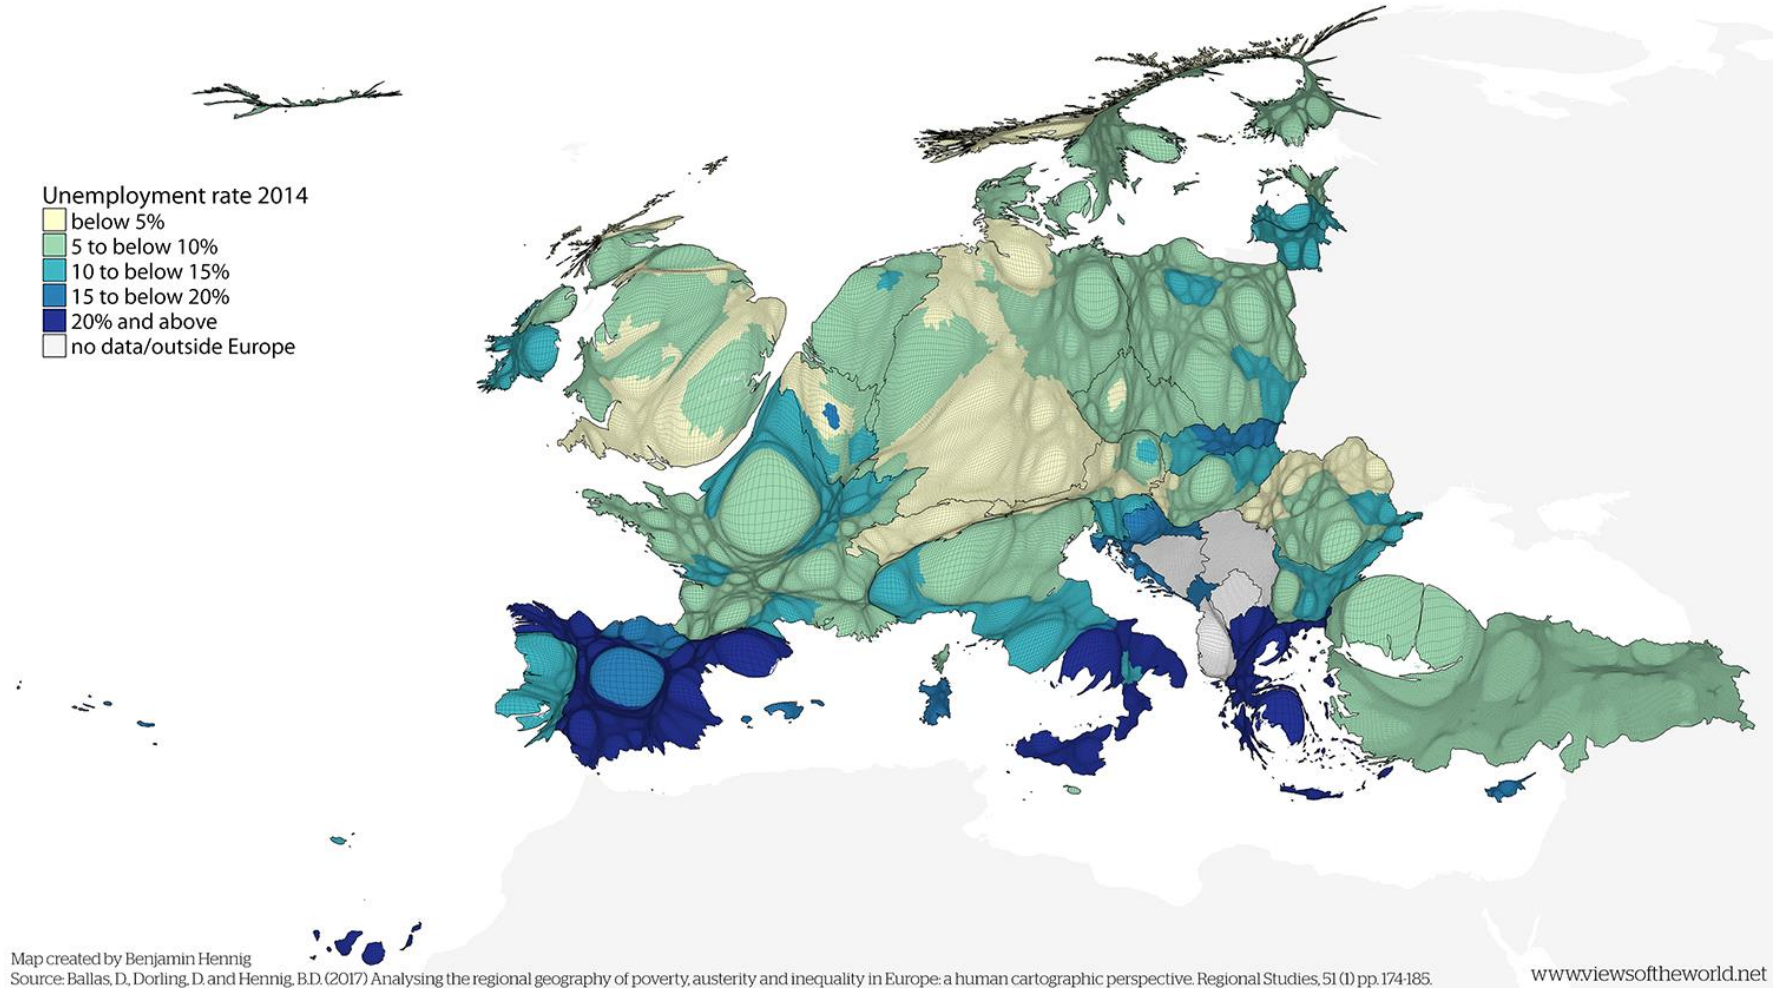 Unemployment rate 2014
below 5%
5 to below 10%
10 to below 15%
15 to below 20%
20% and above
no data/outside Europe
Map created by Benjamin Hennig
Source: Ballas, D., Dorling, D. and Hennig, B.D. (2017) Analysing the regional geography of poverty, austerity and inequality in Europe: a human cartographic perspective. Regional Studies, 51 (1) pp. 174-185.
www.viewsoftheworld.net